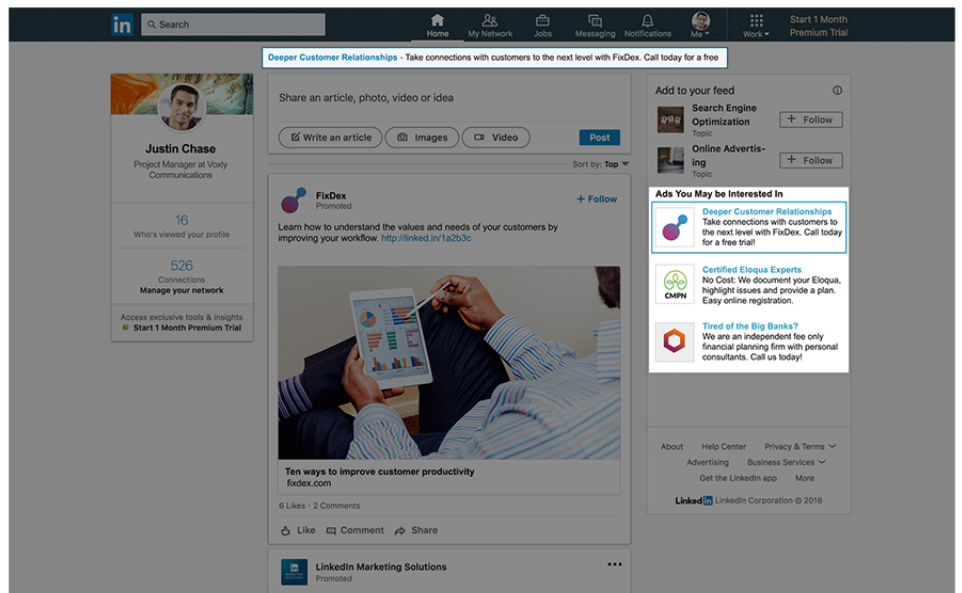 in Search
Home My Network Jobs Messaging Notifications Me Work
Start 1 Month
Premium Trial
Deeper Customer Relationships - Take connections with customers to the next level with FixDex. Call today for a free
Justin Chase
Project Manager at Voxly
Communications
16
Who's viewed your profile
526
Connections
Manage your network
Access exclusive tools & insights
Start 1 Month Premium Trial
Share an article, photo, video or idea
Write an article Images Video Post
Sort by: Top
FixDex
Promoted
+ Follow
Learn how to understand the values and needs of your customers by
improving your workflow. http://linked.in/1a2b3c
Ten ways to improve customer productivity
fixdex.com
6 Likes · 2 Comments
Like Comment Share
LinkedIn Marketing Solutions
Promoted
Add to your feed
Search Engine
Optimization
Topic
+ Follow
Online Advertis-
ing
Topic
+ Follow
Ads You May be Interested In
Deeper Customer Relationships
Take connections with customers to
the next level with FixDex. Call today
for a free trial!
CMPN
Certified Eloqua Experts
No Cost: We document your Eloqua,
highlight issues and provide a plan.
Easy online registration.
Tired of the Big Banks?
We are an independent fee only
financial planning firm with personal
consultants. Call us today!
About Help Center Privacy & Terms
Advertising Business Services
Get the LinkedIn app More
Linked in LinkedIn Corporation © 2018